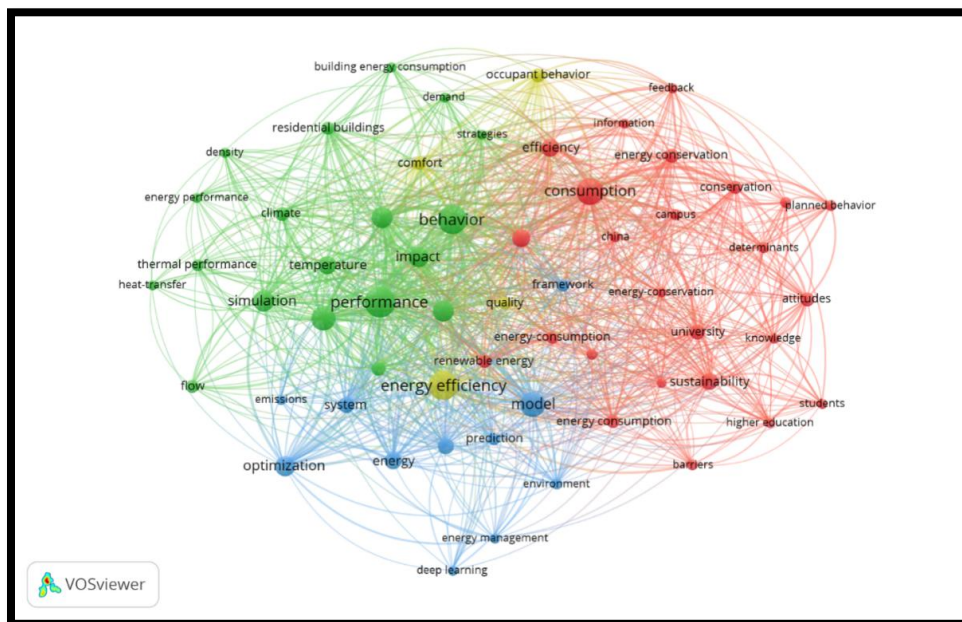 building energy consumption
occupant behavior
feedback
demand
residential buildings
information
strategies
efficiency
density
comfort
energy conservation
energy performance
consumption
conservation
climate
behavior
campus
planned behavior
china
determinants
thermal performance
temperature
impact
heat-transfer
framework
energy-conservation
simulation
performance
quality
attitudes
energy-consumption
university
knowledge
renewable energy
flow
energy efficiency
sustainability
emissions
system
model
students
energy consumption
higher education
prediction
optimization
energy
barriers
environment
energy management
deep learning
VOSviewer